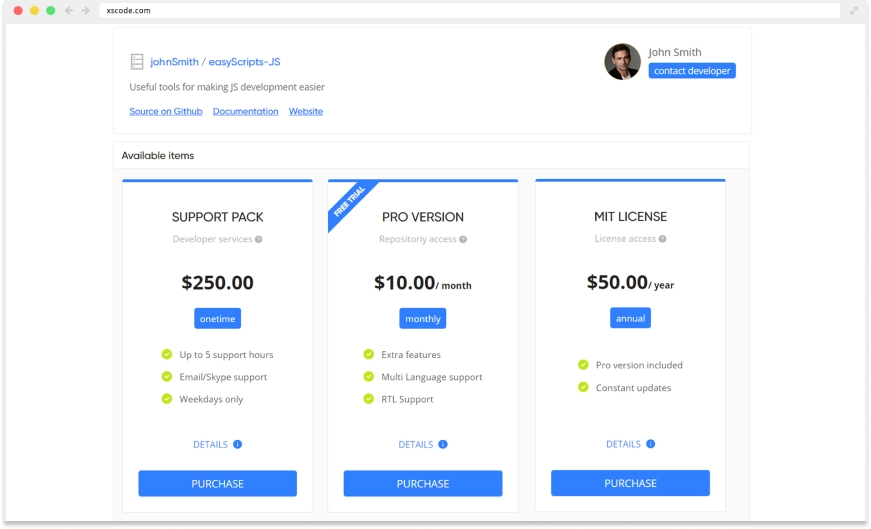 xscode.com
johnSmith / easyScripts-JS
Useful tools for making JS development easier
Source on Github Documentation Website
John Smith
contact developer
Available items
SUPPORT PACK
Developer services
$250.00
onetime
Up to 5 support hours
Email/Skype support
Weekdays only
DETAILS
PURCHASE
FREE TRIAL
PRO VERSION
Repositoriy access
$10.00/ month
monthly
Extra features
Multi Language support
RTL Support
DETAILS
PURCHASE
MIT LICENSE
License access
$50.00/ year
annual
Pro version included
Constant updates
DETAILS
PURCHASE